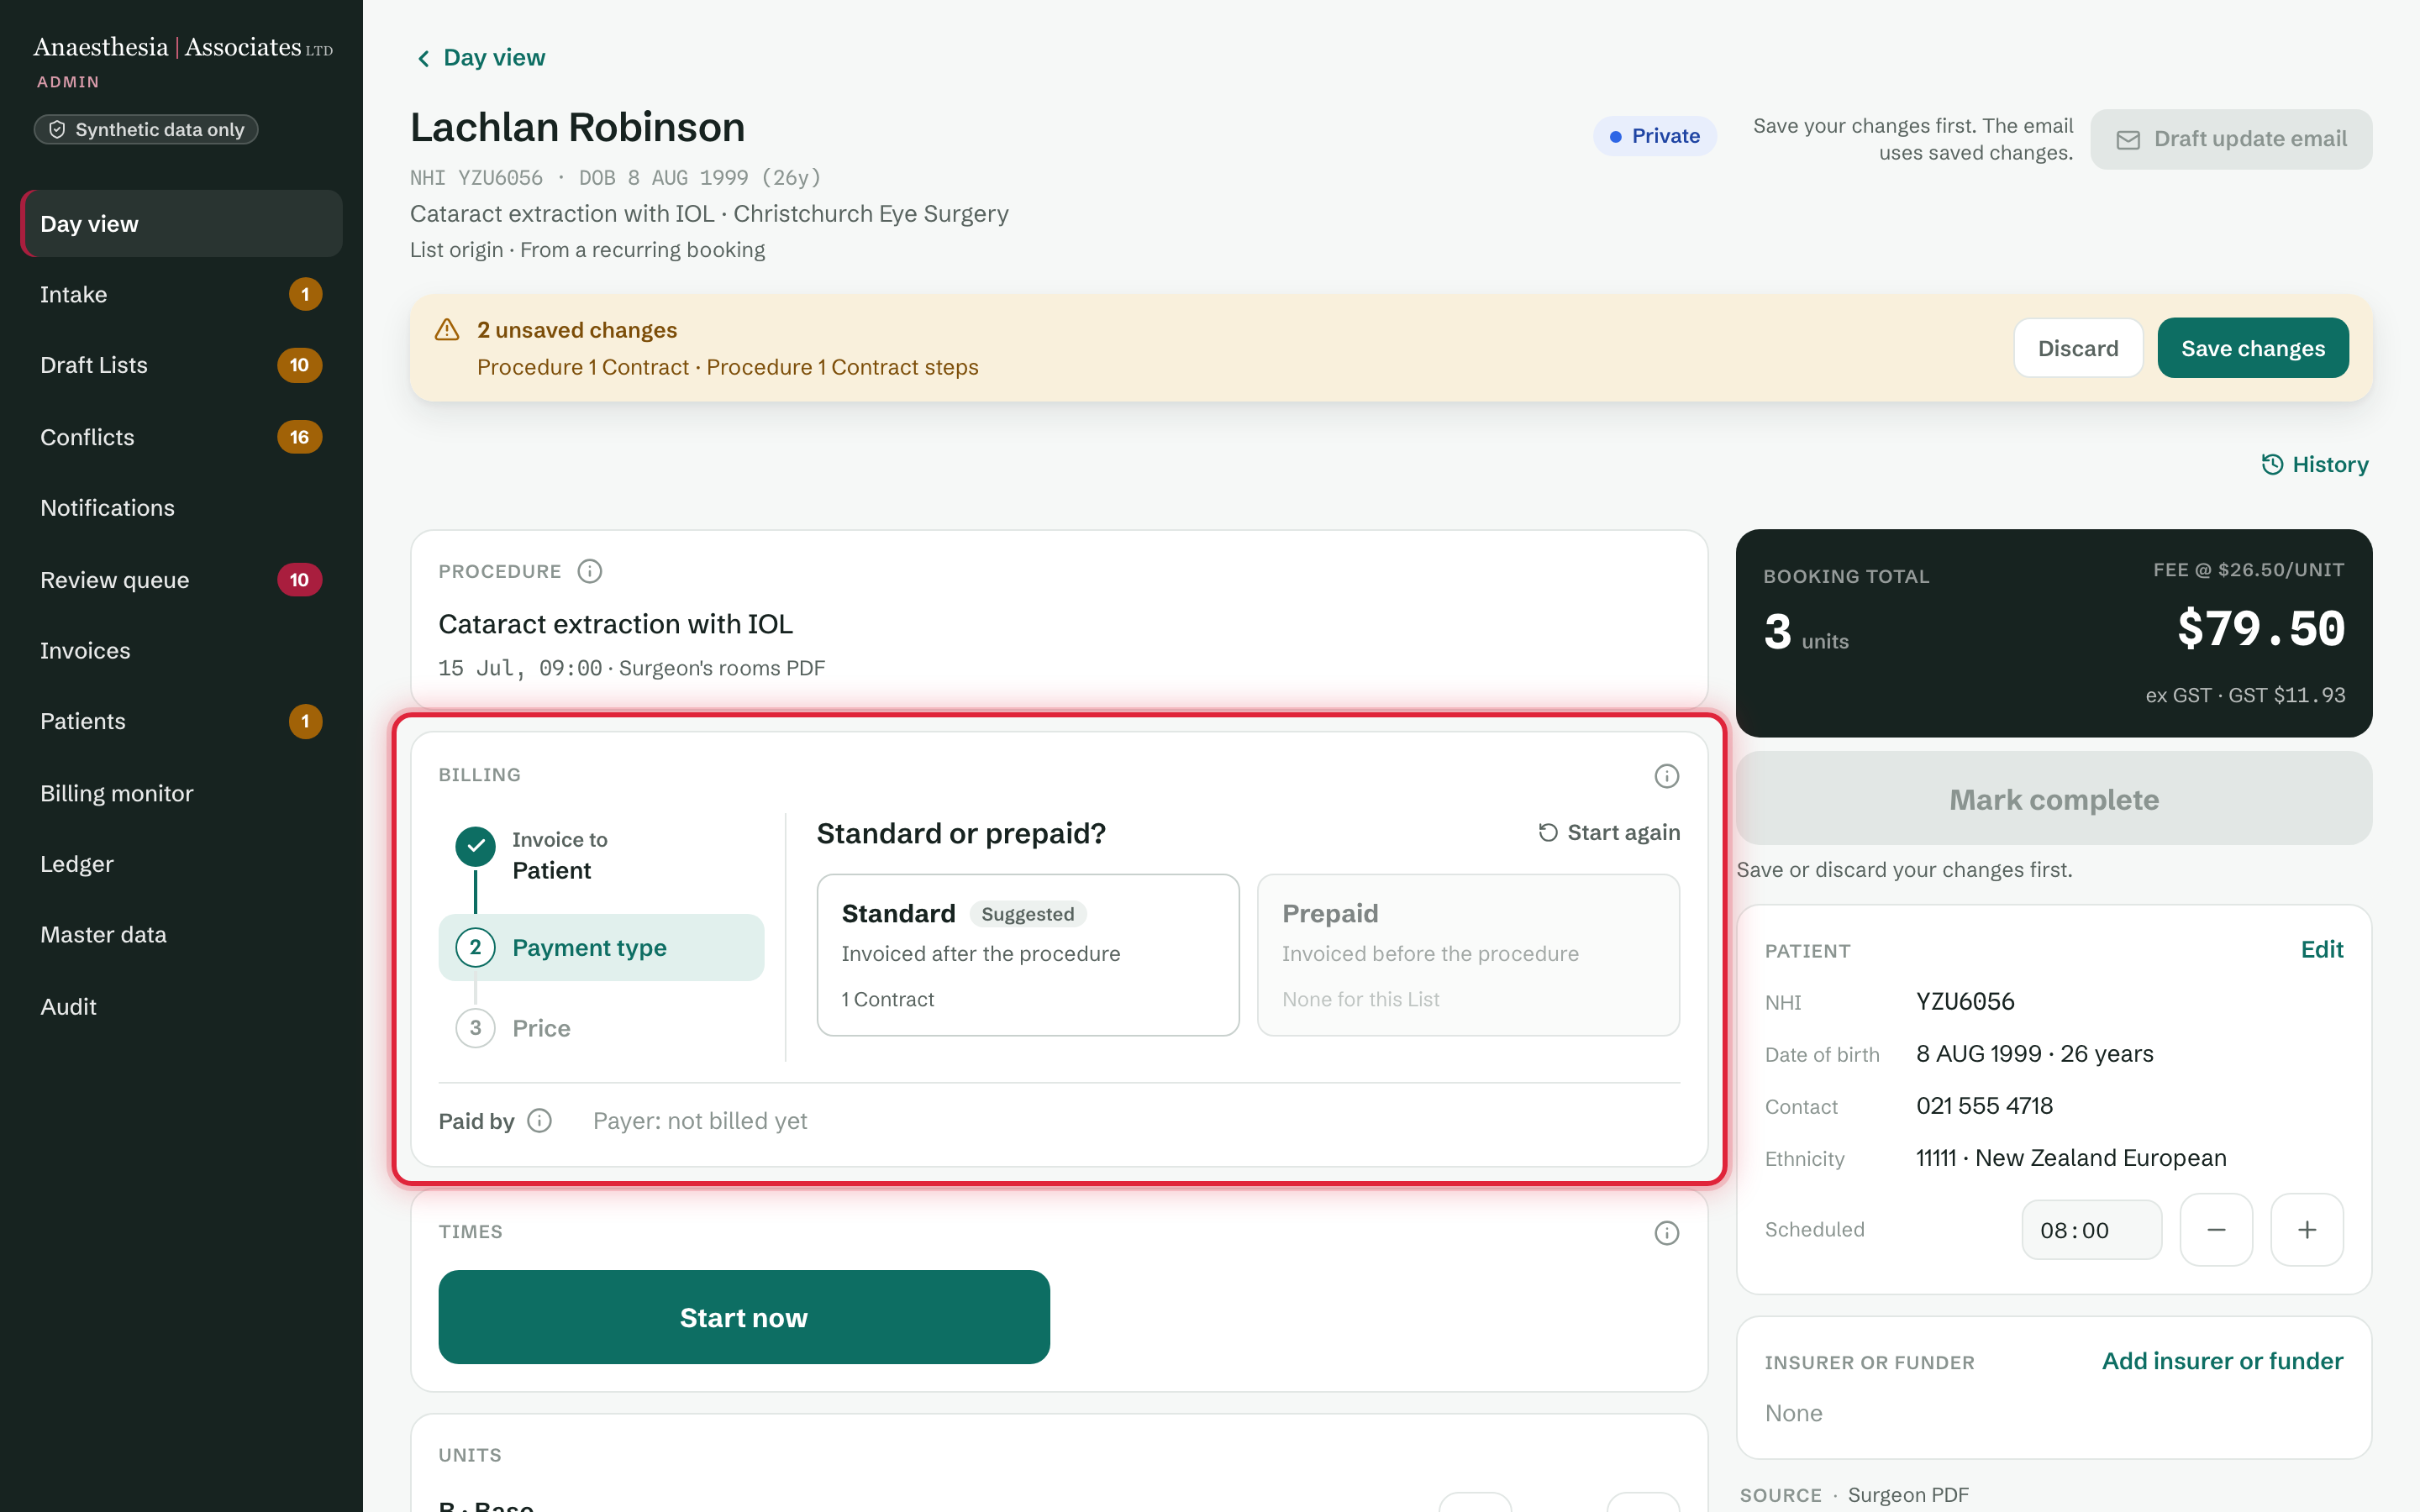 Anaesthesia | Associates LTD
ADMIN
Synthetic data only
Day view
Intake 1
Draft Lists 10
Conflicts 16
Notifications
Review queue 10
Invoices
Patients 1
Billing monitor
Ledger
Master data
Audit
Day view
Lachlan Robinson
NHI YZU6056 · DOB 8 AUG 1999 (26y)
Cataract extraction with IOL · Christchurch Eye Surgery
List origin · From a recurring booking
Private
Save your changes first. The email
uses saved changes.
Draft update email
2 unsaved changes
Procedure 1 Contract · Procedure 1 Contract steps
Discard
Save changes
History
PROCEDURE
Cataract extraction with IOL
15 Jul, 09:00 · Surgeon's rooms PDF
BILLING
Invoice to
Patient
2 Payment type
3 Price
Standard or prepaid?
Start again
Standard Suggested
Invoiced after the procedure
1 Contract
Prepaid
Invoiced before the procedure
None for this List
Paid by
Payer: not billed yet
TIMES
Start now
UNITS
B · Base
BOOKING TOTAL
FEE @ $26.50/UNIT
3 units
$79.50
ex GST · GST $11.93
Mark complete
Save or discard your changes first.
PATIENT
Edit
NHI YZU6056
Date of birth 8 AUG 1999 · 26 years
Contact 021 555 4718
Ethnicity 11111 · New Zealand European
Scheduled 08:00 − +
INSURER OR FUNDER
Add insurer or funder
None
SOURCE · Surgeon PDF